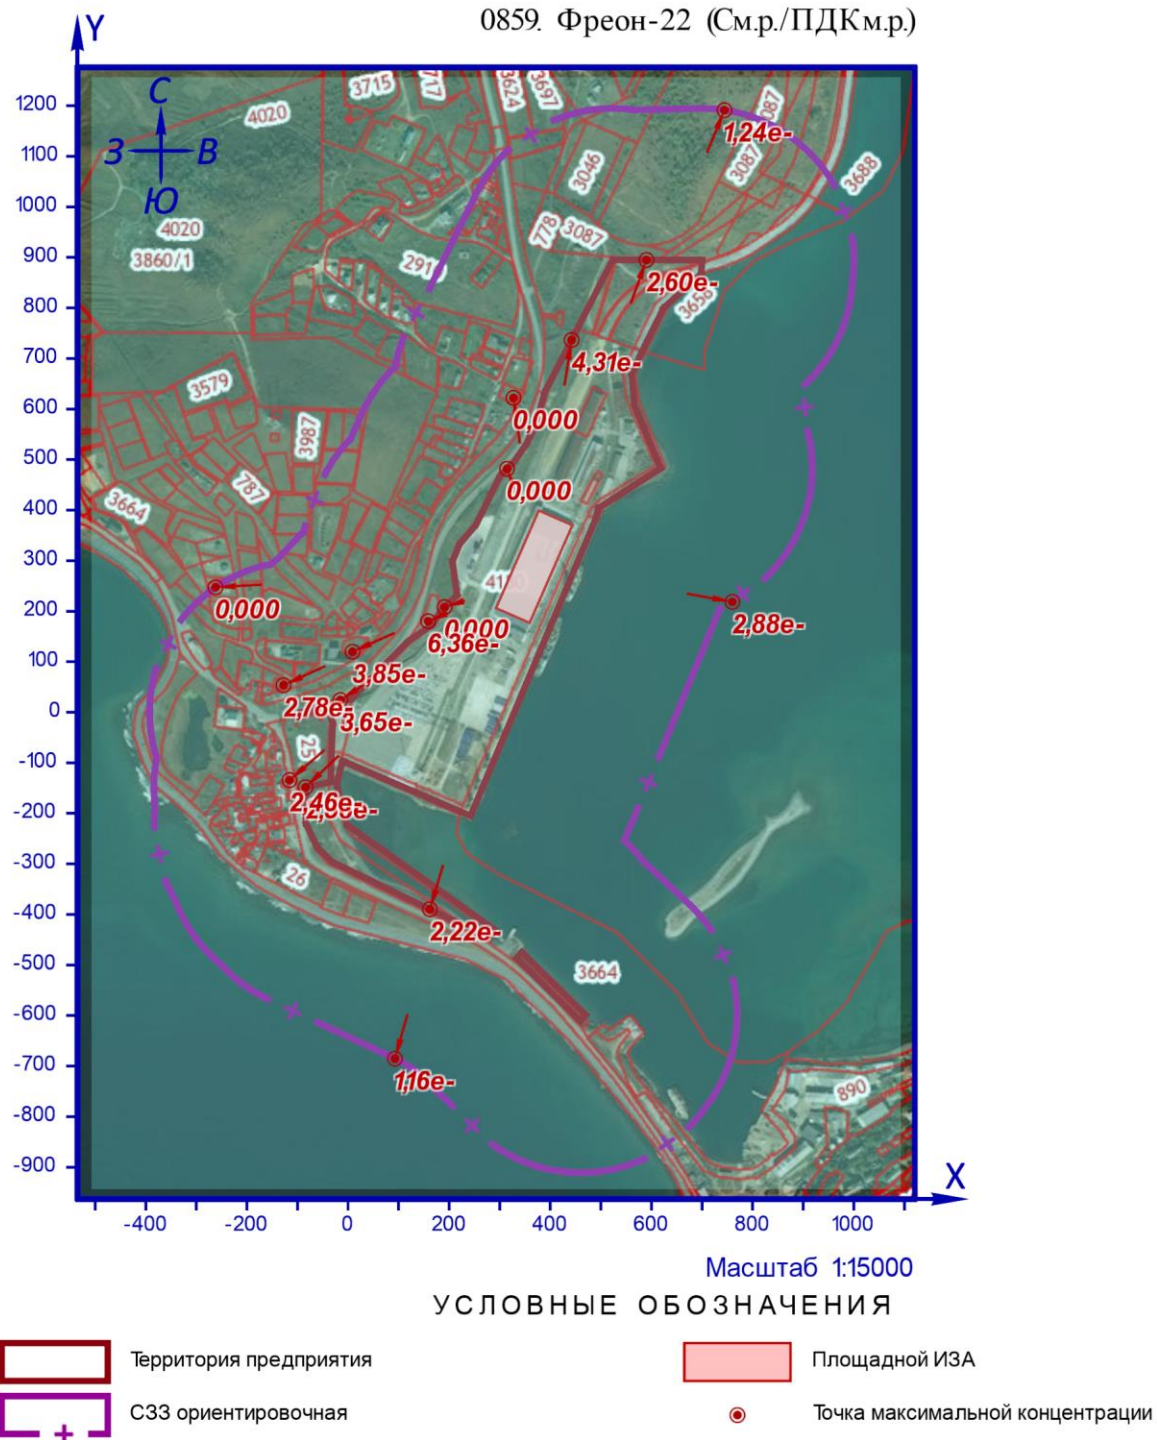 0859. Фреон-22 (См.р./ПДКм.р.)
Y
1200
1100
1000
900
800
700
600
500
400
300
200
100
0
-100
-200
-300
-400
-500
-600
-700
-800
-900
С
З
В
Ю
4020
3715
717
3624
3697
3087
1,24e-
3046
3087
3688
4020
3860/1
778
3087
291
2,60e-
3658
4,31e-
3579
0,000
3987
787
0,000
3664
0,000
2,88e-
0,000
6,36e-
3,85e-
2,78e-
3,65e-
25
2,46e-
26
2,22e-
3664
1,16e-
890
X
-400
-200
0
200
400
600
800
1000
Масштаб 1:15000
УСЛОВНЫЕ ОБОЗНАЧЕНИЯ
Территория предприятия
Площадной ИЗА
СЗЗ ориентировочная
Точка максимальной концентрации